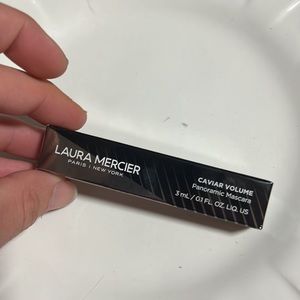 LAURA MERCIER
PARIS | NEW YORK
CAVIAR VOLUME
Panoramic Mascara
3 mL / 0.1 FL. OZ. LIQ. US